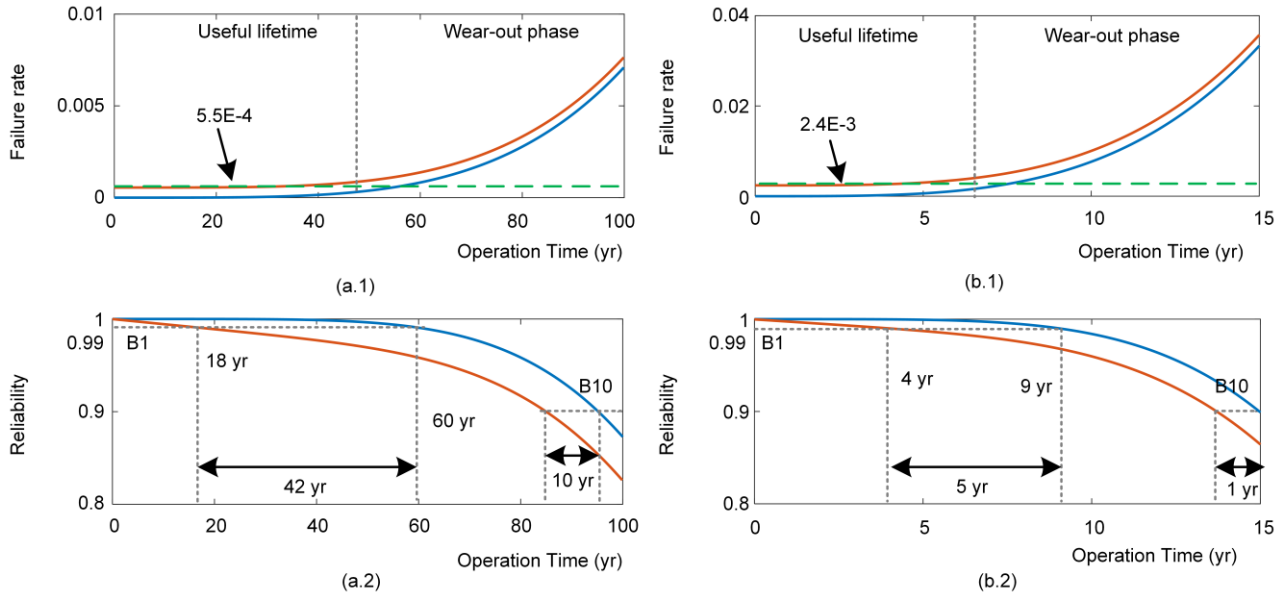 0.01
Useful lifetime
Wear-out phase
Failure rate
5.5E-4
0.005
0
0
20
40
60
80
100
Operation Time (yr)
(a.1)
0.04
Useful lifetime
Wear-out phase
Failure rate
2.4E-3
0.02
0
0
5
10
15
Operation Time (yr)
(b.1)
1
B1
0.99
18 yr
B10
Reliability
0.9
60 yr
42 yr
10 yr
0.8
0
20
40
60
80
100
Operation Time (yr)
(a.2)
1
B1
0.99
4 yr
9 yr
B10
Reliability
0.9
5 yr
1 yr
0.8
0
5
10
15
Operation Time (yr)
(b.2)